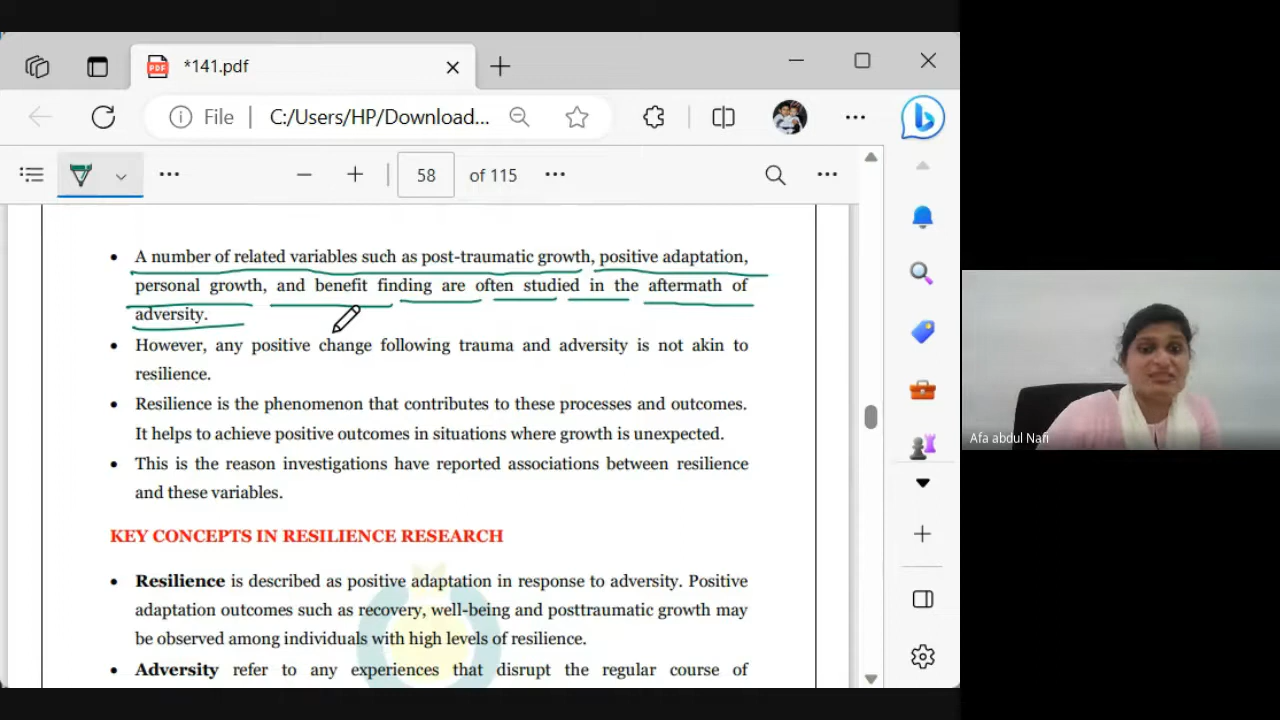 *141.pdf
File
C:/Users/HP/Download...
58 of 115
• A number of related variables such as post-traumatic growth, positive adaptation,
personal growth, and benefit finding are often studied in the aftermath of
adversity.
• However, any positive change following trauma and adversity is not akin to
resilience.
• Resilience is the phenomenon that contributes to these processes and outcomes.
It helps to achieve positive outcomes in situations where growth is unexpected.
• This is the reason investigations have reported associations between resilience
and these variables.
KEY CONCEPTS IN RESILIENCE RESEARCH
• Resilience is described as positive adaptation in response to adversity. Positive
adaptation outcomes such as recovery, well-being and posttraumatic growth may
be observed among individuals with high levels of resilience.
• Adversity refer to any experiences that disrupt the regular course of
Afa abdul Nafi